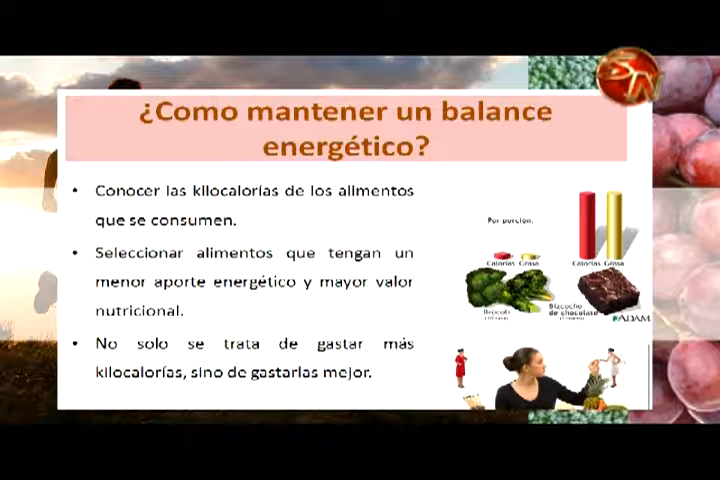 ¿Como mantener un balance
energético?
• Conocer las kilocalorías de los alimentos
que se consumen.
• Seleccionar alimentos que tengan un
menor aporte energético y mayor valor
nutricional.
• No solo se trata de gastar más
kilocalorías, sino de gastarlas mejor.
Por porción.
Calorías Grasa
Calorías Grasa
Brócoli
Bizcocho
de chocolate
ADAM